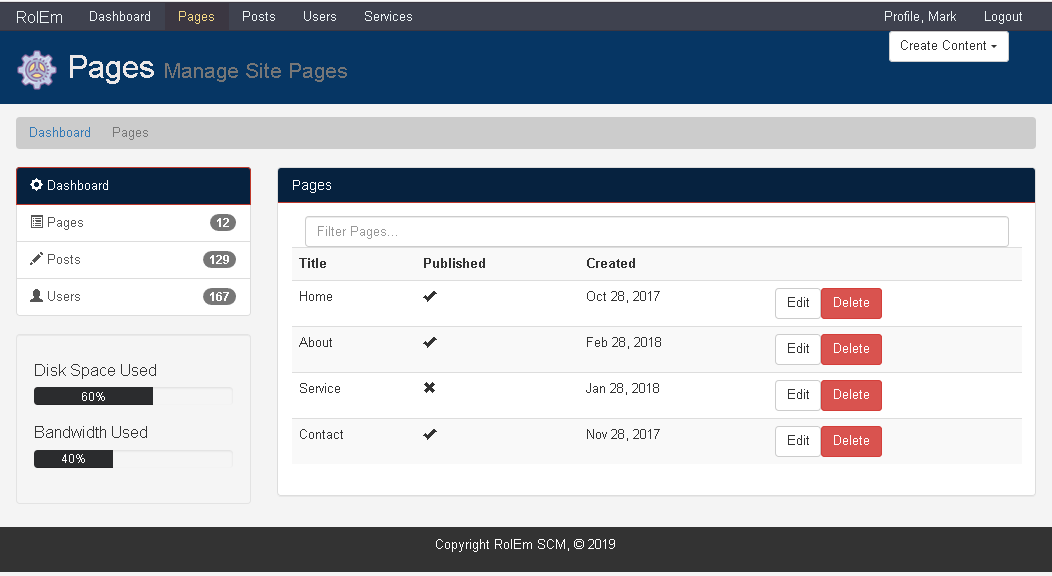 RolEm Dashboard Pages Posts Users Services Profile, Mark Logout
Create Content
Pages Manage Site Pages
Dashboard Pages
Dashboard
Pages 12
Posts 129
Users 167
Disk Space Used
60%
Bandwidth Used
40%
Pages
Filter Pages...
Title Published Created
Home ✔ Oct 28, 2017 Edit Delete
About ✔ Feb 28, 2018 Edit Delete
Service ✖ Jan 28, 2018 Edit Delete
Contact ✔ Nov 28, 2017 Edit Delete
Copyright RolEm SCM, © 2019